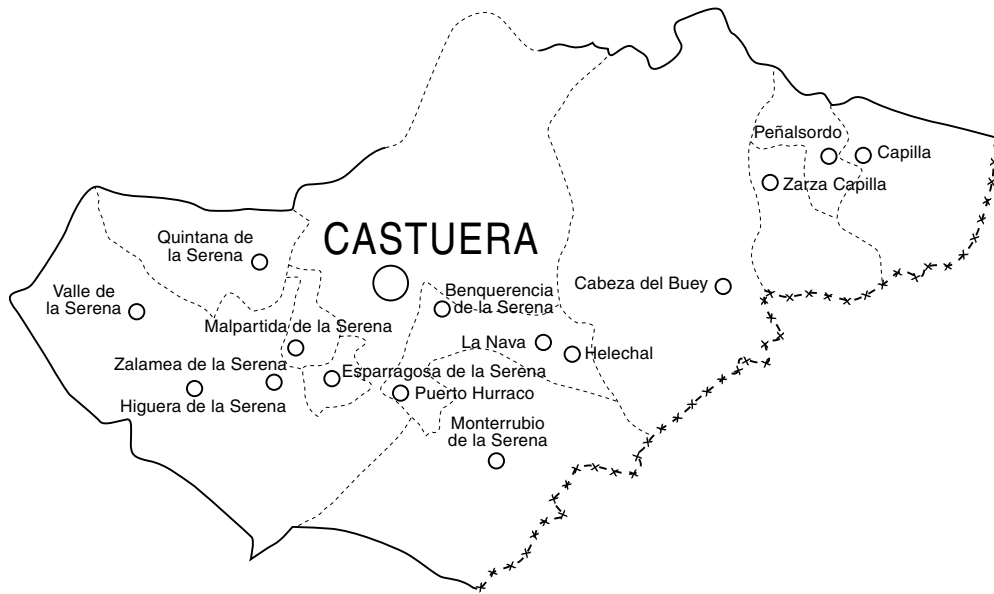 Peñalsordo
Capilla
Zarza Capilla
Quintana de
la Serena
CASTUERA
Cabeza del Buey
Valle de
la Serena
Benquerencia
de la Serena
Malpartida de la Serena
La Nava
Helechal
Zalamea de la Serena
Esparragosa de la Serena
Puerto Hurraco
Higuera de la Serena
Monterrubio
de la Serena